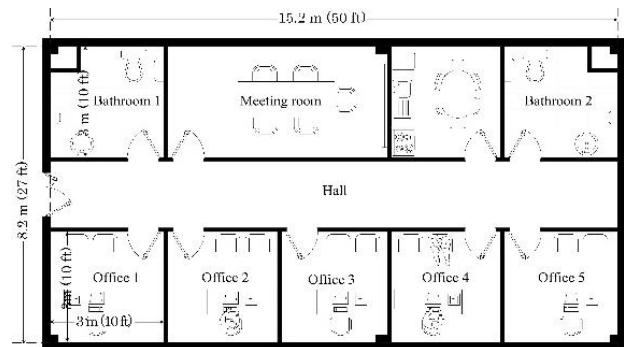 15.2 m (50 ft)
Bathroom 1
Meeting room
Bathroom 2
3 m (10 ft)
8.2 m (27 ft)
Hall
Office 1
Office 2
Office 3
Office 4
Office 5
3 m (10 ft)
3 m (10 ft)